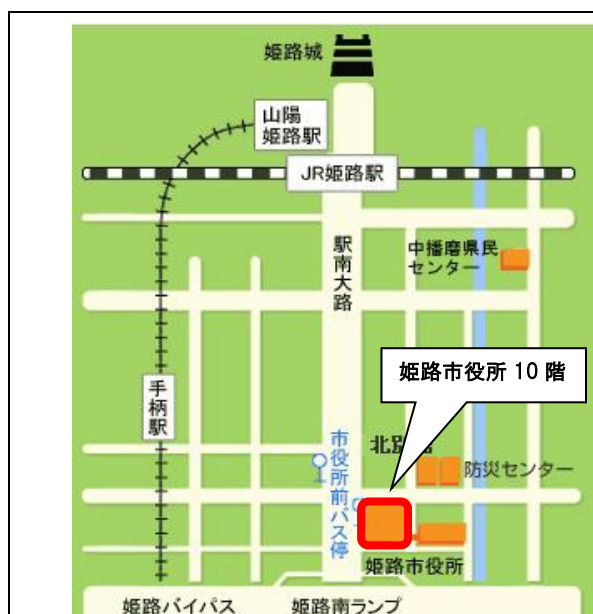 姫路城
山陽
姫路駅
JR姫路駅
駅南大路
中播磨県民
センター
姫路市役所 10 階
手柄駅
市役所前バス停
北別館
防災センター
姫路市役所
姫路バイパス
姫路南ランプ